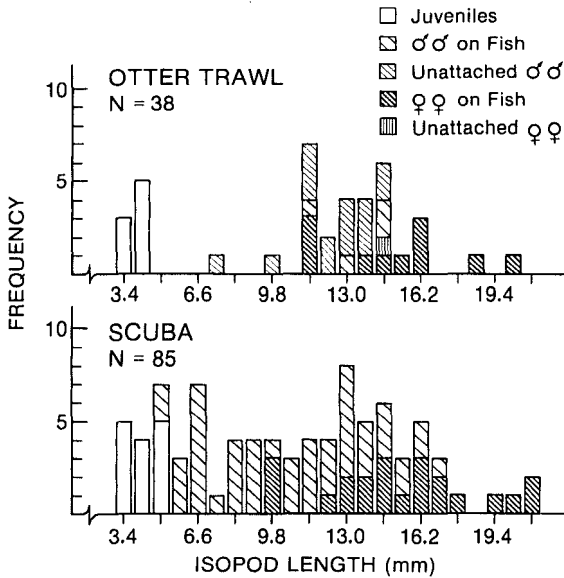 Juveniles
♂♂ on Fish
Unattached ♂♂
♀♀ on Fish
Unattached ♀♀
OTTER TRAWL
N = 38
10
5
3.4 6.6 9.8 13.0 16.2 19.4
FREQUENCY
SCUBA
N = 85
10
5
3.4 6.6 9.8 13.0 16.2 19.4
ISOPOD LENGTH (mm)